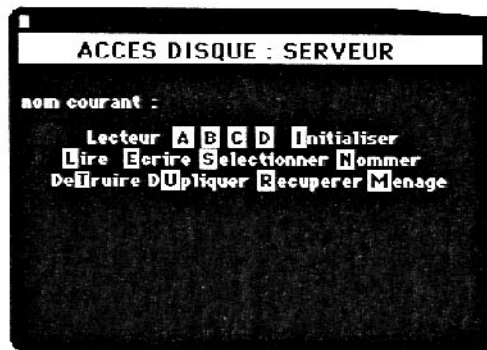 ACCES DISQUE : SERVEUR
nom courant :
Lecteur A B C D Initialiser
Lire Ecrire Selectionner Nommer
DeTruire DUpliquer Recuperer Menage